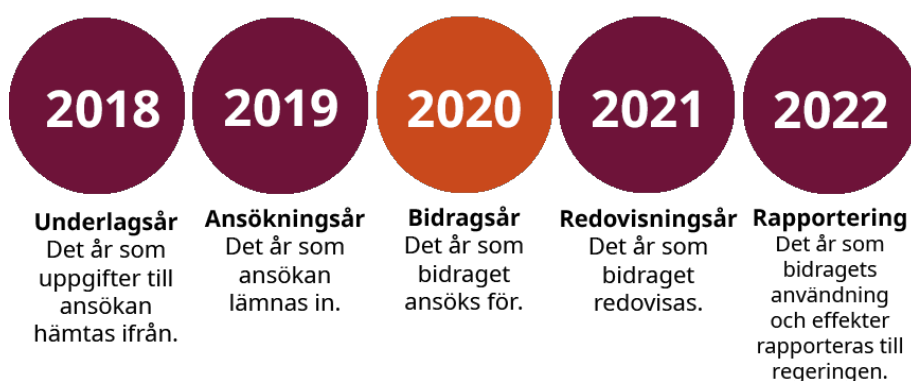 2018
Underlagsår
Det år som
uppgifter till
ansökan
hämtas ifrån.
2019
Ansökningsår
Det år som
ansökan
lämnas in.
2020
Bidragsår
Det år som
bidraget
ansöks för.
2021
Redovisningsår
Det år som
bidraget
redovisas.
2022
Rapportering
Det år som
bidragets
användning
och effekter
rapporteras till
regeringen.